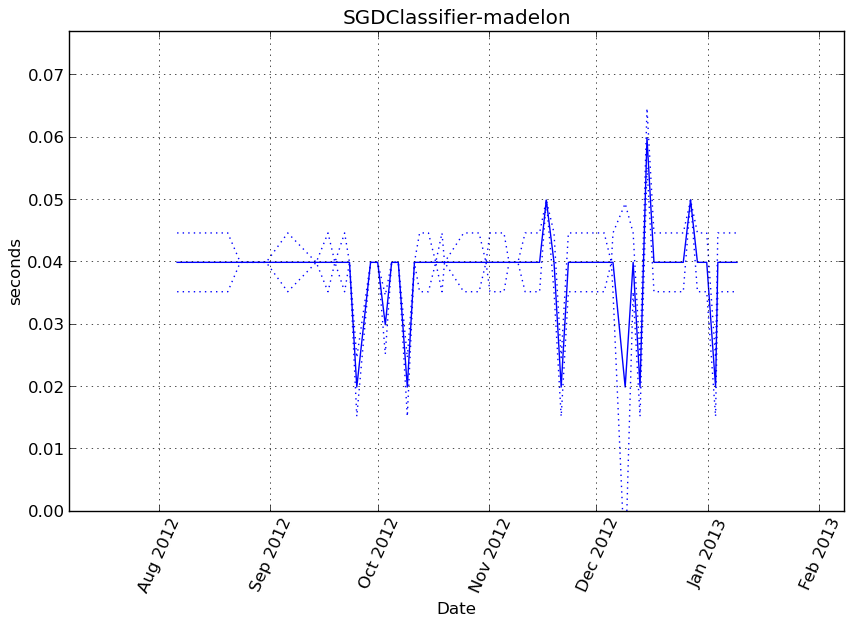 SGDClassifier-madelon
0.07
0.06
0.05
0.04
0.03
0.02
0.01
0.00
seconds
Aug 2012
Sep 2012
Oct 2012
Nov 2012
Dec 2012
Jan 2013
Feb 2013
Date